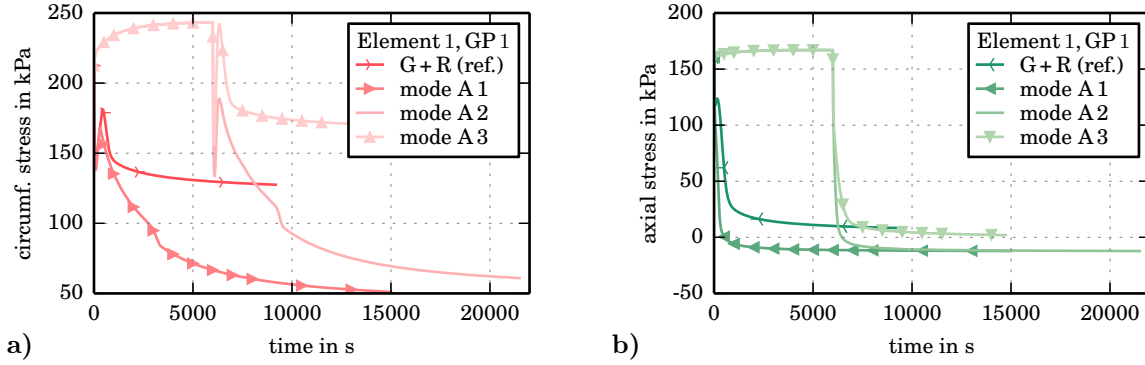 250
200
150
100
50
circumf. stress in kPa
0
5000
10000
15000
20000
time in s
Element 1, GP 1
G + R (ref.)
mode A 1
mode A 2
mode A 3
a)
200
150
100
50
0
-50
axial stress in kPa
0
5000
10000
15000
20000
time in s
Element 1, GP 1
G + R (ref.)
mode A 1
mode A 2
mode A 3
b)